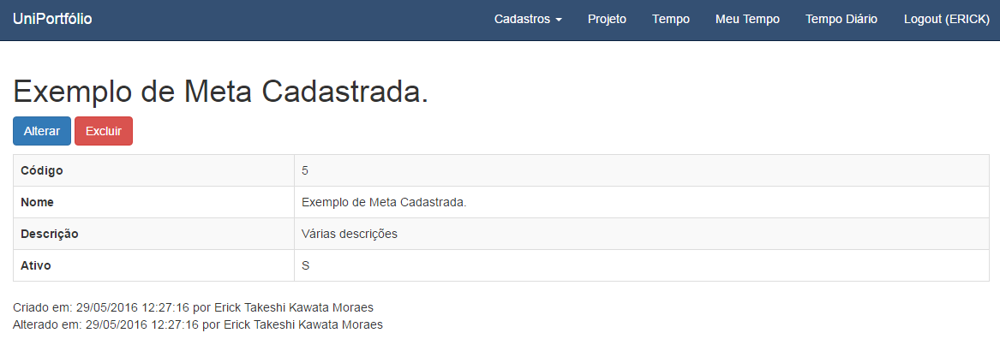 UniPortfólio Cadastros Projeto Tempo Meu Tempo Tempo Diário Logout (ERICK)
Exemplo de Meta Cadastrada.
Alterar Excluir
Código 5
Nome Exemplo de Meta Cadastrada.
Descrição Várias descrições
Ativo S
Criado em: 29/05/2016 12:27:16 por Erick Takeshi Kawata Moraes
Alterado em: 29/05/2016 12:27:16 por Erick Takeshi Kawata Moraes